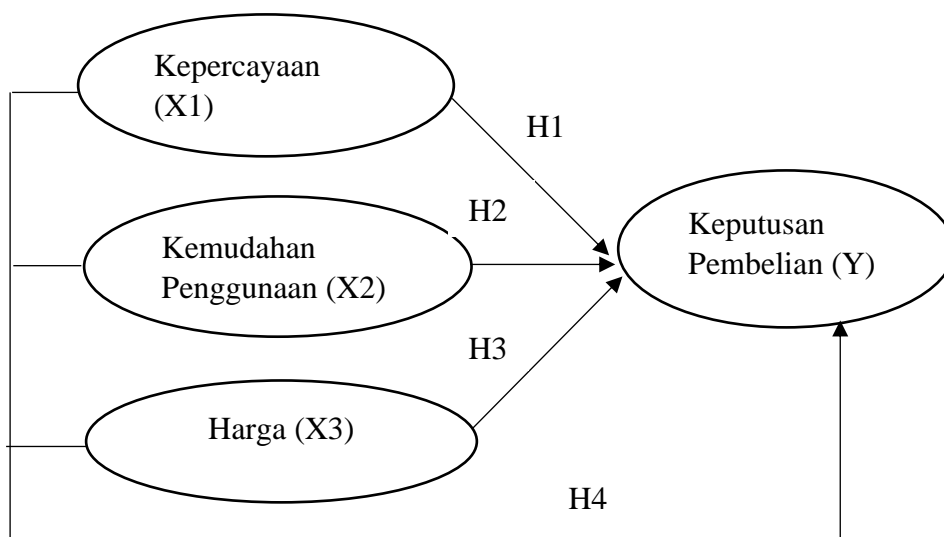 Kepercayaan
(X1)
H1
H2
Keputusan
Pembelian (Y)
Kemudahan
Penggunaan (X2)
H3
Harga (X3)
H4